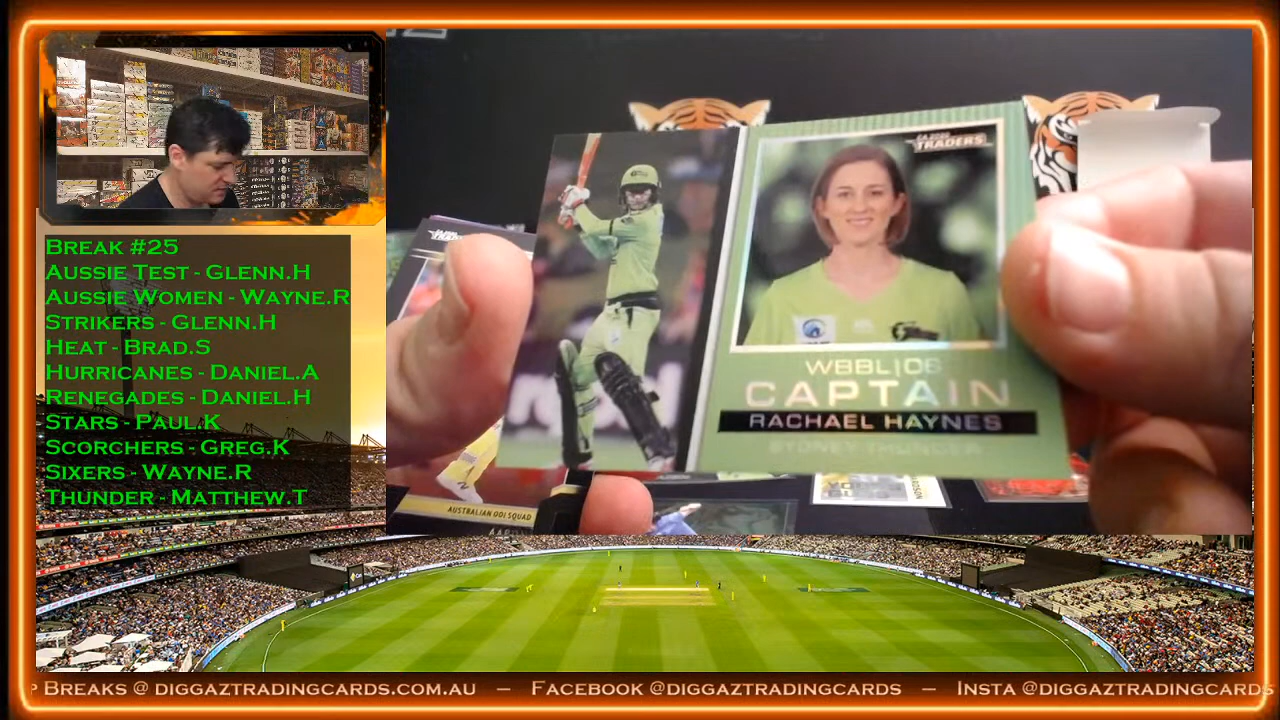 BREAK #25
AUSSIE TEST - GLENN.H
AUSSIE WOMEN - WAYNE.R
STRIKERS - GLENN.H
HEAT - BRAD.S
HURRICANES - DANIEL.A
RENEGADES - DANIEL.H
STARS - PAUL.K
SCORCHERS - GREG.K
SIXERS - WAYNE.R
THUNDER - MATTHEW.T
TRADERS
WBBL|06
CAPTAIN
RACHAEL HAYNES
SYDNEY THUNDER
AUSTRALIAN ODI SQUAD
BREAKS @ DIGGAZTRADINGCARDS.COM.AU – FACEBOOK @DIGGAZTRADINGCARDS – INSTA @DIGGAZTRADINGCARDS